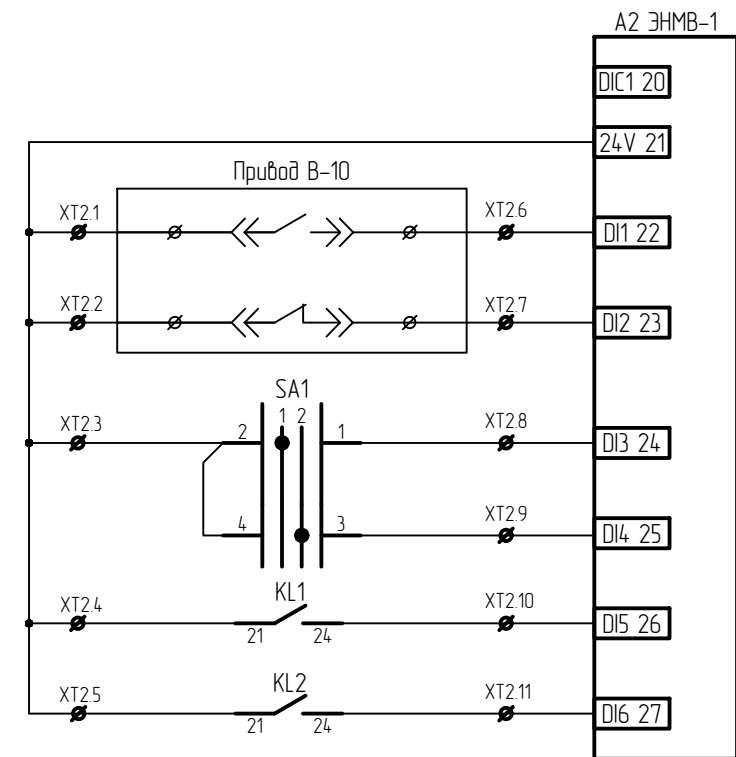 А2 ЭНМВ-1
DIC1 20
24V 21
Привод В-10
XT2.1
XT2.6
DI1 22
XT2.2
XT2.7
DI2 23
SA1
1 2
XT2.3
2
1
XT2.8
DI3 24
4
3
XT2.9
DI4 25
KL1
XT2.4
21
24
XT2.10
DI5 26
KL2
XT2.5
21
24
XT2.11
DI6 27